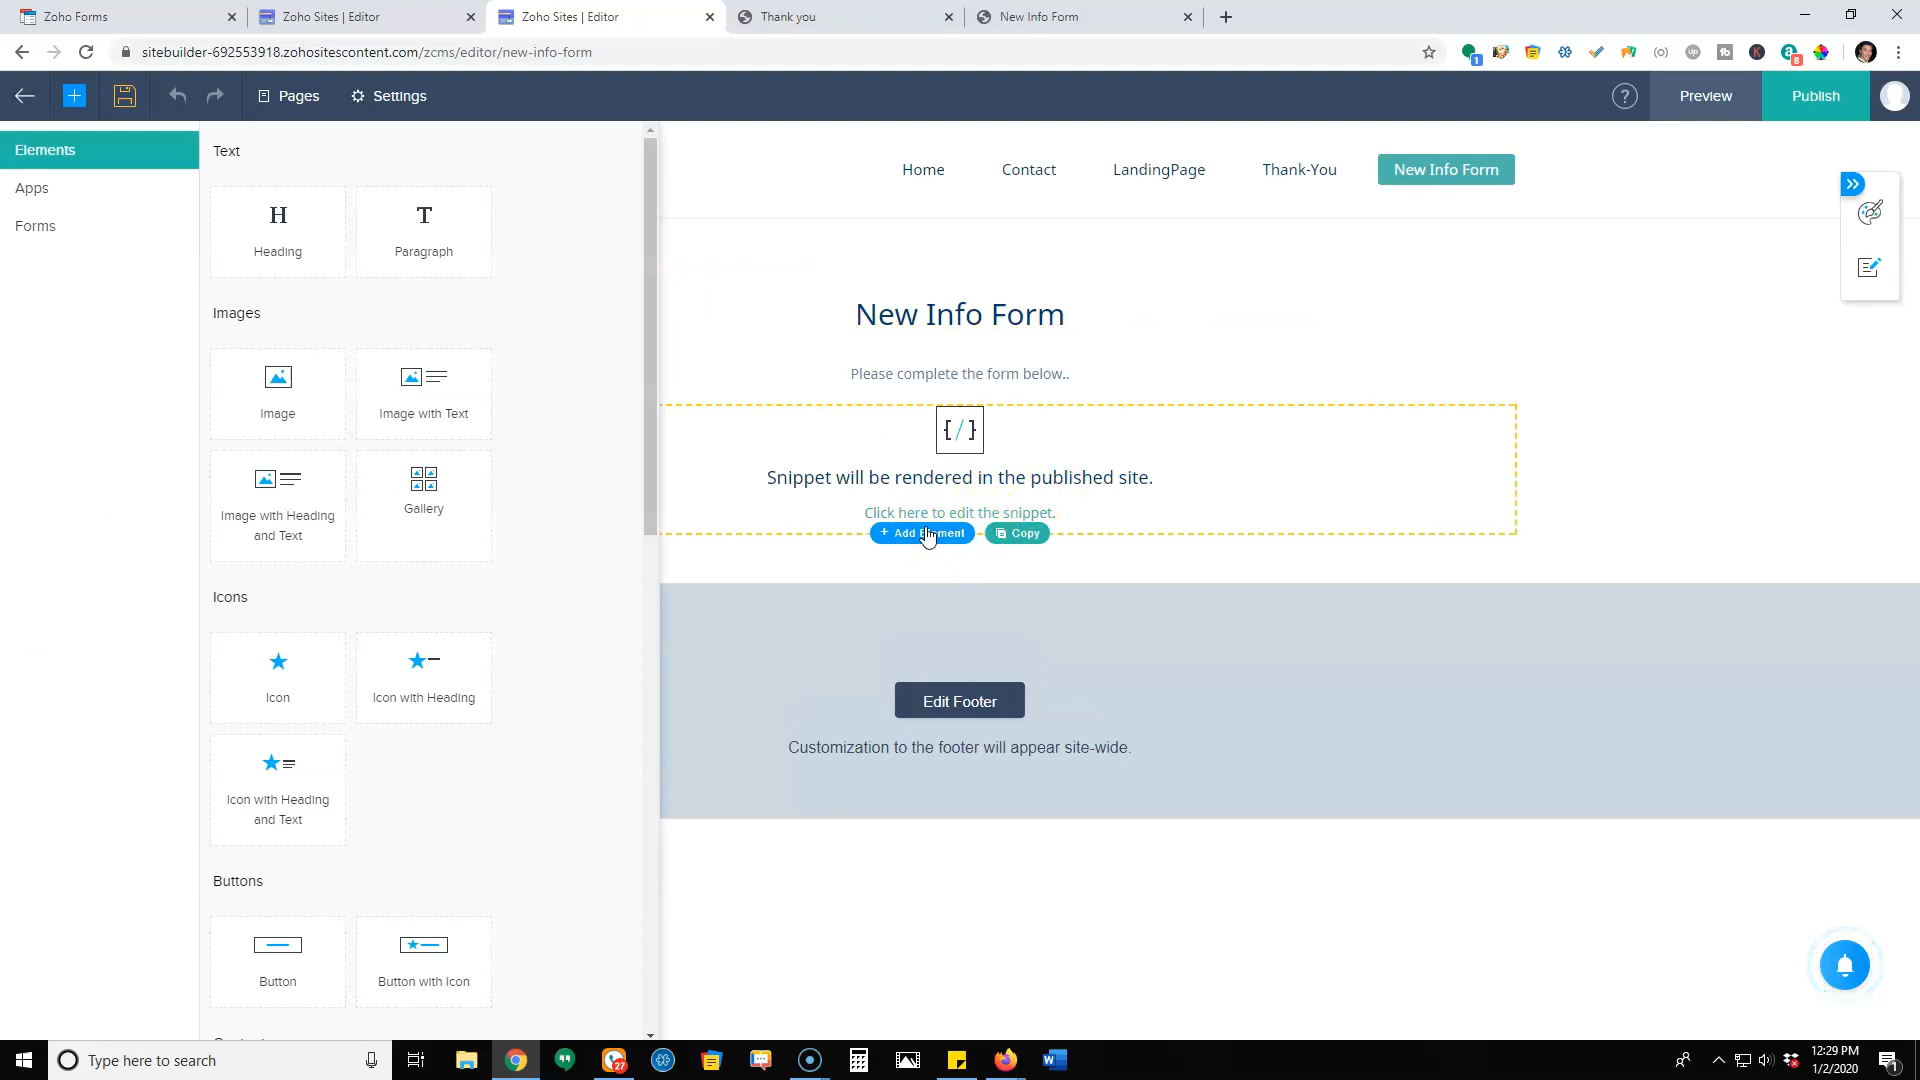 Zoho Forms
Zoho Sites | Editor
Zoho Sites | Editor
Thank you
New Info Form
sitebuilder-692553918.zohositescontent.com/zcms/editor/new-info-form
1
8
Pages
Settings
?
Preview
Publish
Elements
Apps
Forms
Text
H
Heading
T
Paragraph
Images
Image
Image with Text
Image with Heading
and Text
Gallery
Icons
Icon
Icon with Heading
Icon with Heading
and Text
Buttons
Button
Button with Icon
Home
Contact
LandingPage
Thank-You
New Info Form
New Info Form
Please complete the form below..
{/}
Snippet will be rendered in the published site.
Click here to edit the snippet.
+ Add Element
Copy
Edit Footer
Customization to the footer will appear site-wide.
Type here to search
27
12:29 PM
1/2/2020
1